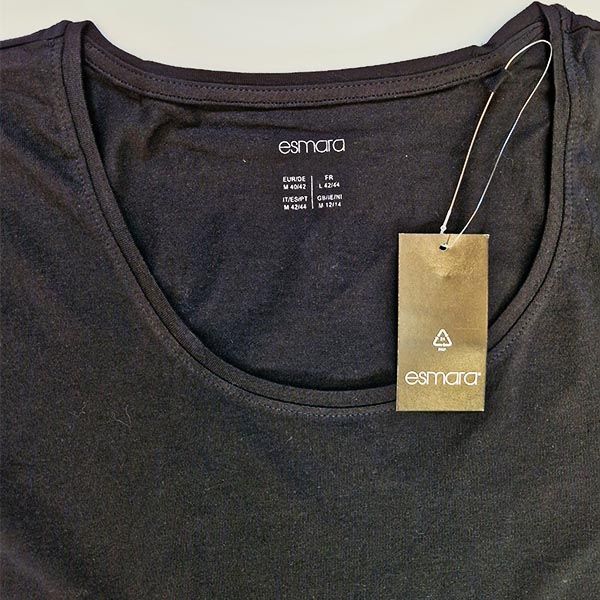 esmara
EUR/DE FR
M 40/42 L 42/44
IT/ES/PT GB/IE/NI
M 42/44 M 12/14
PAP
esmara®